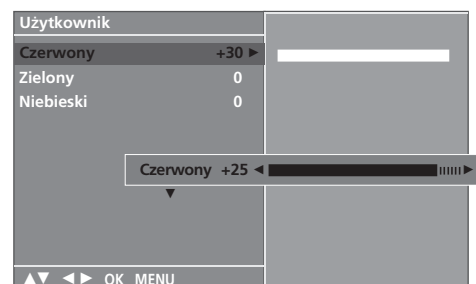 Użytkownik
Czerwony +30 ►
Zielony 0
Niebieski 0
Czerwony +25 ◄ ►
▼
▲▼ ◄► OK MENU